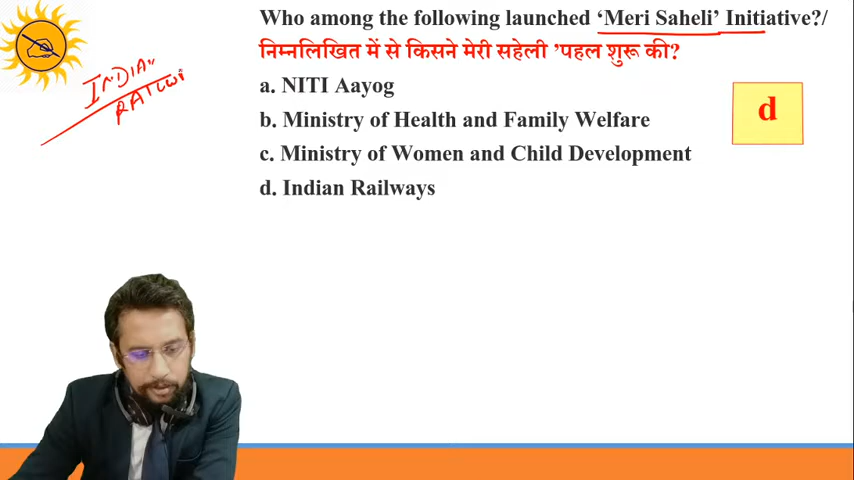 Who among the following launched ‘Meri Saheli’ Initiative?/
निम्नलिखित में से किसने मेरी सहेली ’पहल शुरू की?
a. NITI Aayog
b. Ministry of Health and Family Welfare
c. Ministry of Women and Child Development
d. Indian Railways
d
INDIAN